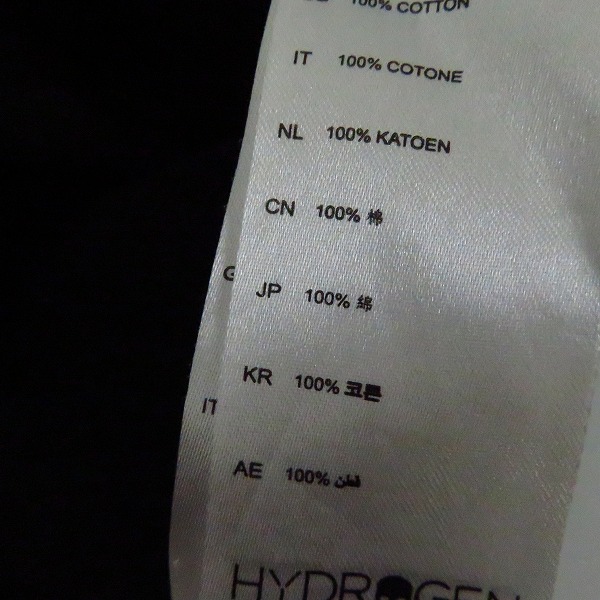 100% COTTON
IT 100% COTONE
NL 100% KATOEN
CN 100% 棉
G
JP 100% 綿
KR 100% 코튼
IT
AE 100% قطن
HYDROGEN